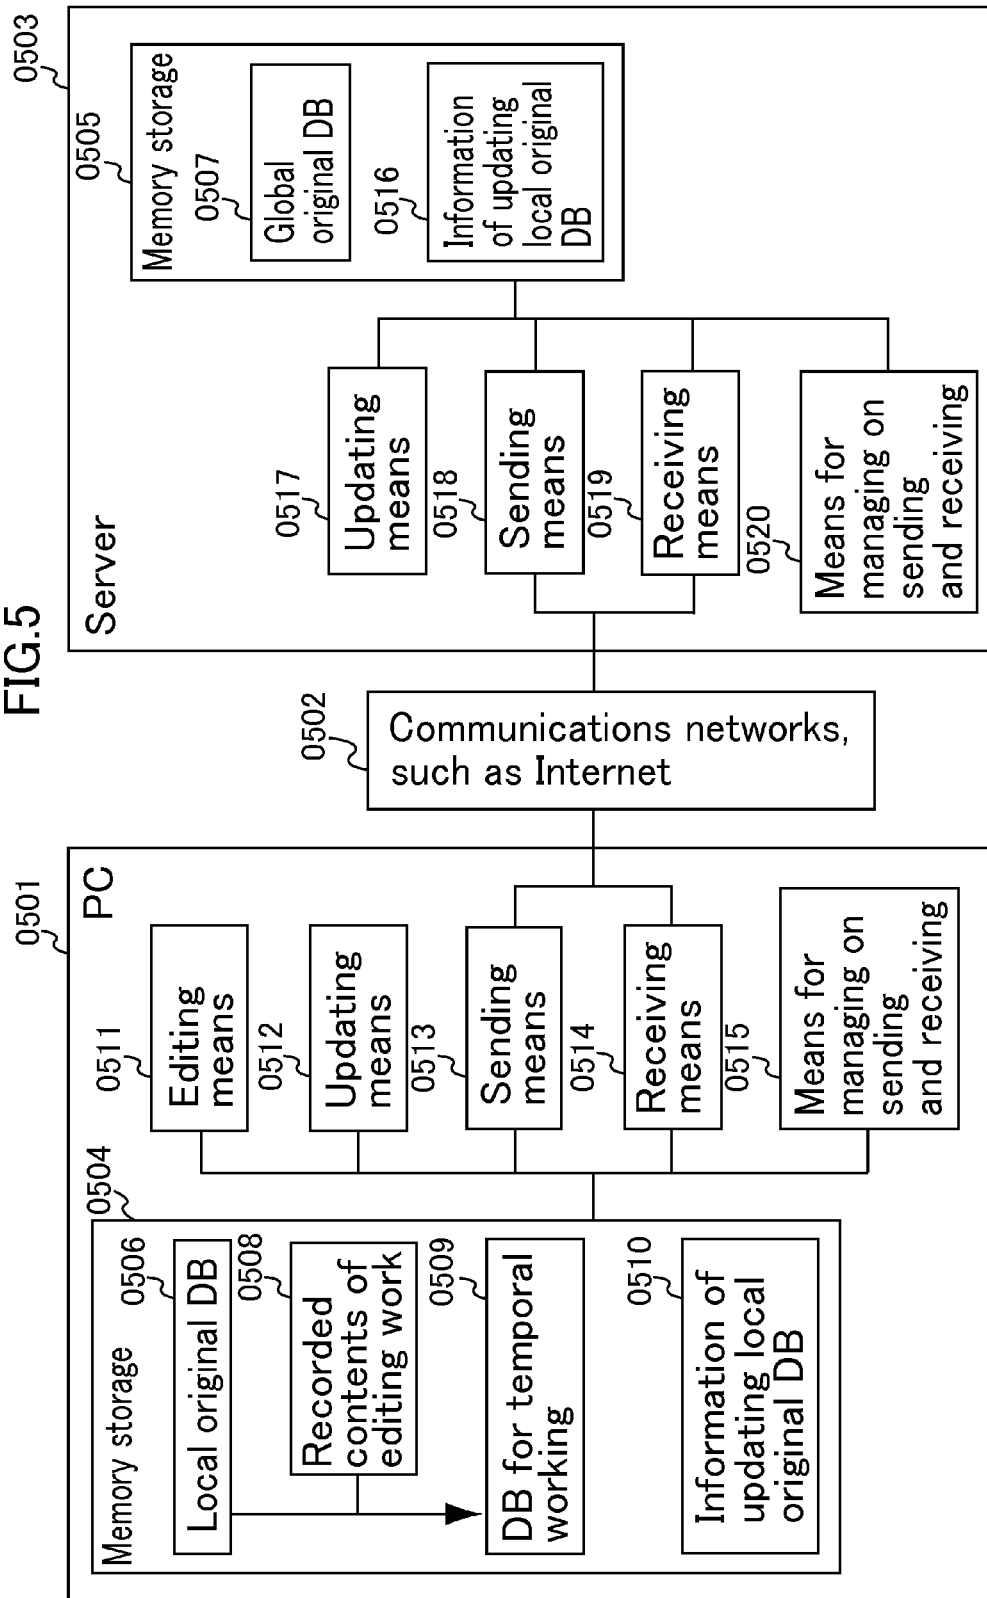 FIG.5
0501
PC
0504
Memory storage
0506
Local original DB
0508
Recorded
contents of
editing work
0509
DB for temporal
working
0510
Information of
updating local
original DB
0511
Editing
means
0512
Updating
means
0513
Sending
means
0514
Receiving
means
0515
Means for
managing on
sending
and receiving
0502
Communications networks,
such as Internet
0503
Server
0517
Updating
means
0518
Sending
means
0519
Receiving
means
0520
Means for
managing on
sending
and receiving
0505
Memory storage
0507
Global
original DB
0516
Information
of updating
local original
DB